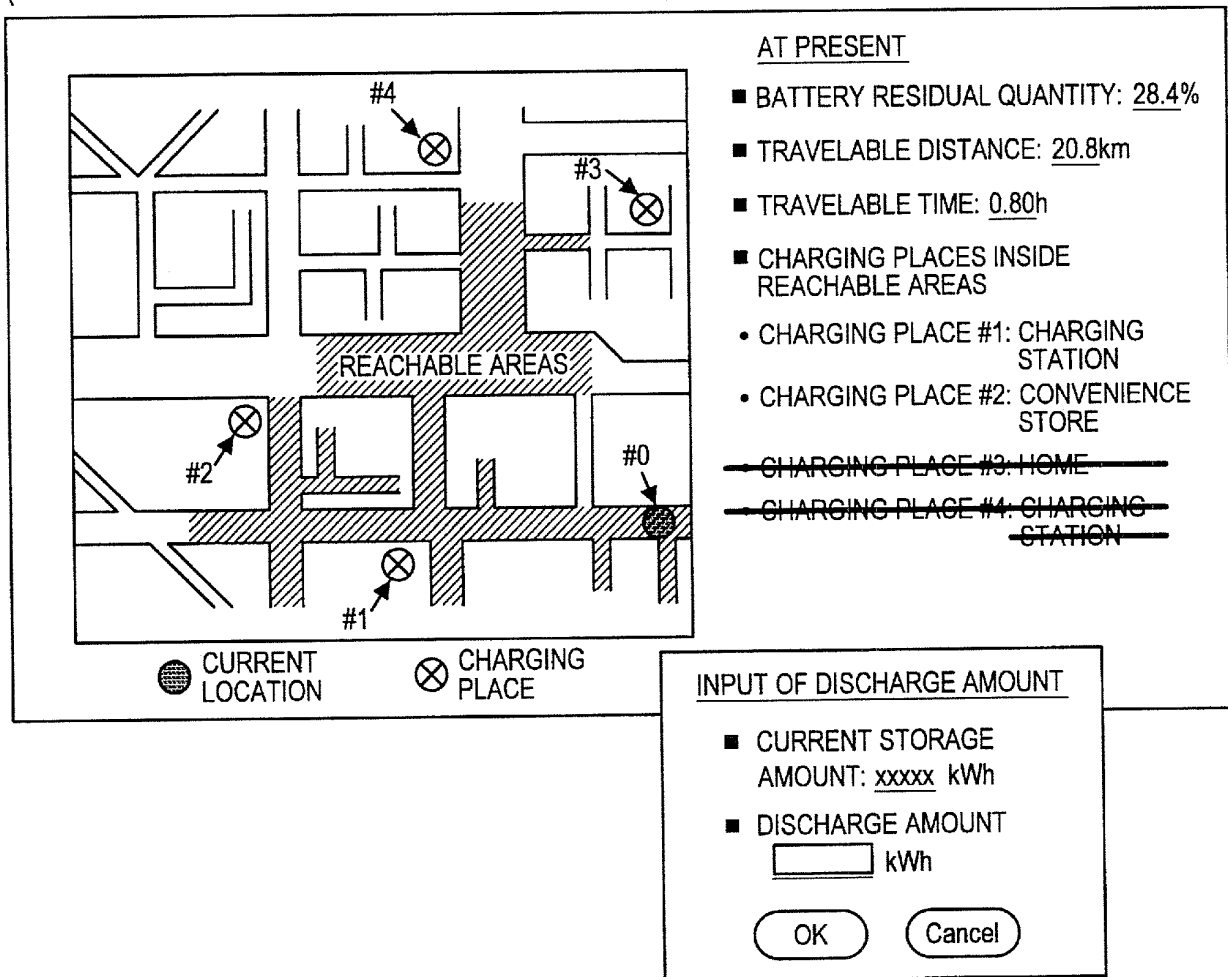 AT PRESENT
■ BATTERY RESIDUAL QUANTITY: 28.4%
■ TRAVELABLE DISTANCE: 20.8km
■ TRAVELABLE TIME: 0.80h
■ CHARGING PLACES INSIDE
REACHABLE AREAS
• CHARGING PLACE #1: CHARGING
STATION
• CHARGING PLACE #2: CONVENIENCE
STORE
• CHARGING PLACE #3: HOME
• CHARGING PLACE #4: CHARGING
STATION
#4
#3
REACHABLE AREAS
#2
#0
#1
CURRENT
LOCATION
CHARGING
PLACE
INPUT OF DISCHARGE AMOUNT
■ CURRENT STORAGE
AMOUNT: xxxxx kWh
■ DISCHARGE AMOUNT
kWh
OK
Cancel